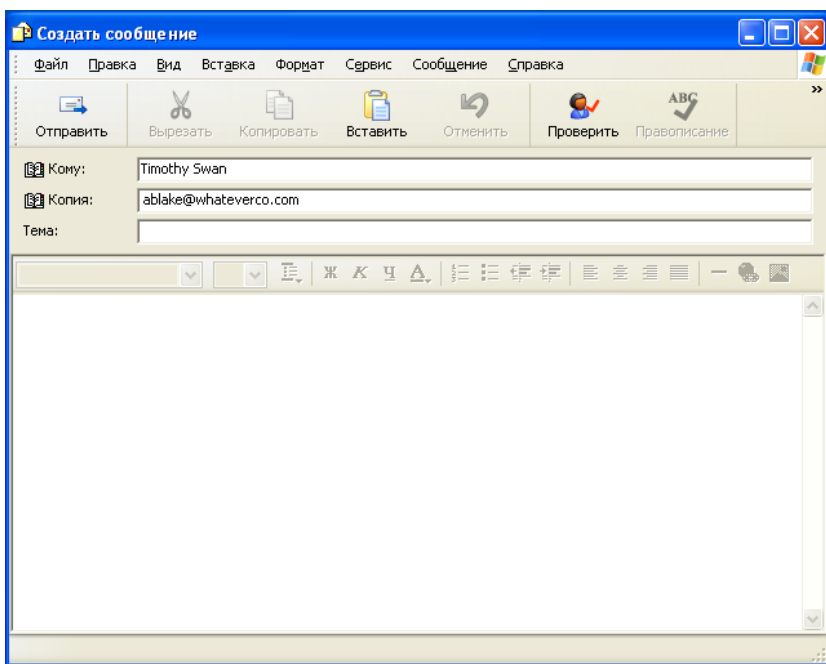 Создать сообщение
Файл Правка Вид Вставка Формат Сервис Сообщение Справка
Отправить Вырезать Копировать Вставить Отменить Проверить ABC Правописание
Кому: Timothy Swan
Копия: ablake@whateverco.com
Тема:
Ж К Ч А